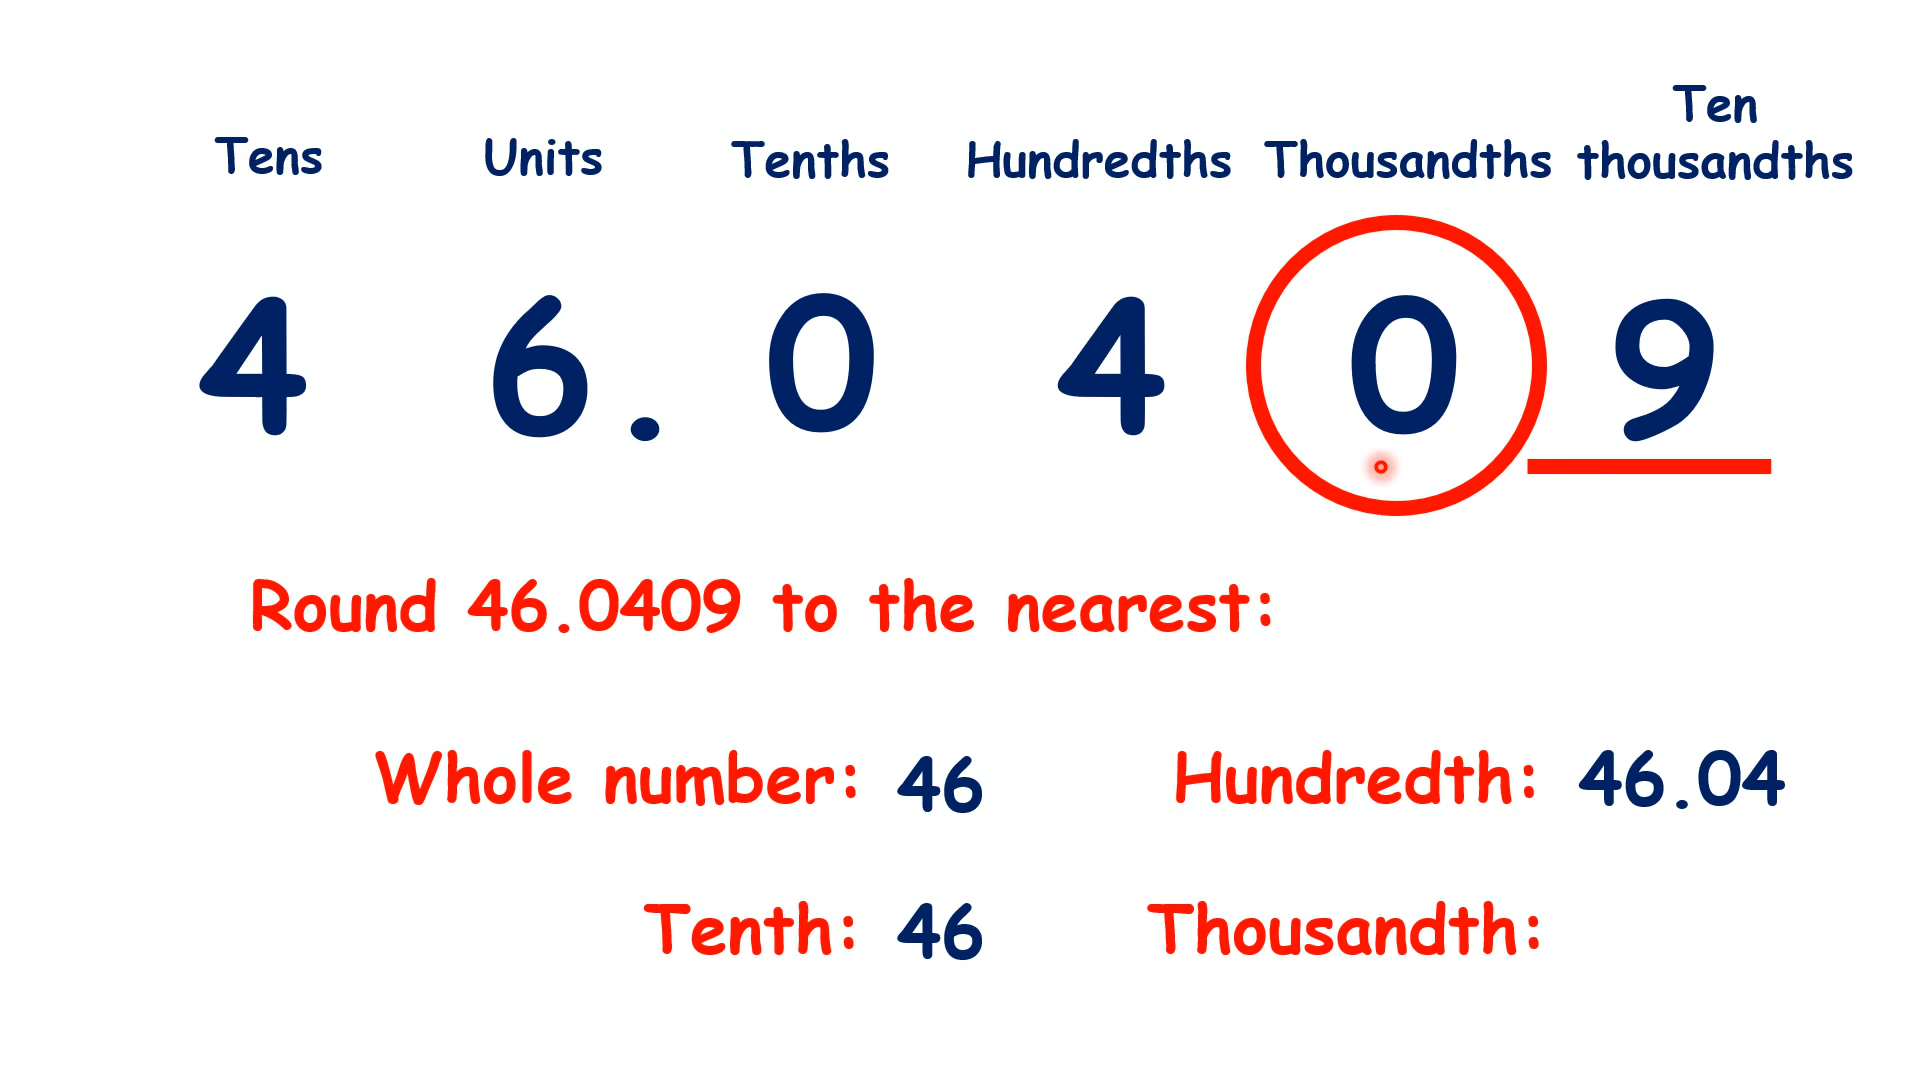 Tens Units Tenths Hundredths Thousandths Ten thousandths
4 6 . 0 4 0 9
Round 46.0409 to the nearest:
Whole number: 46 Hundredth: 46.04
Tenth: 46 Thousandth: